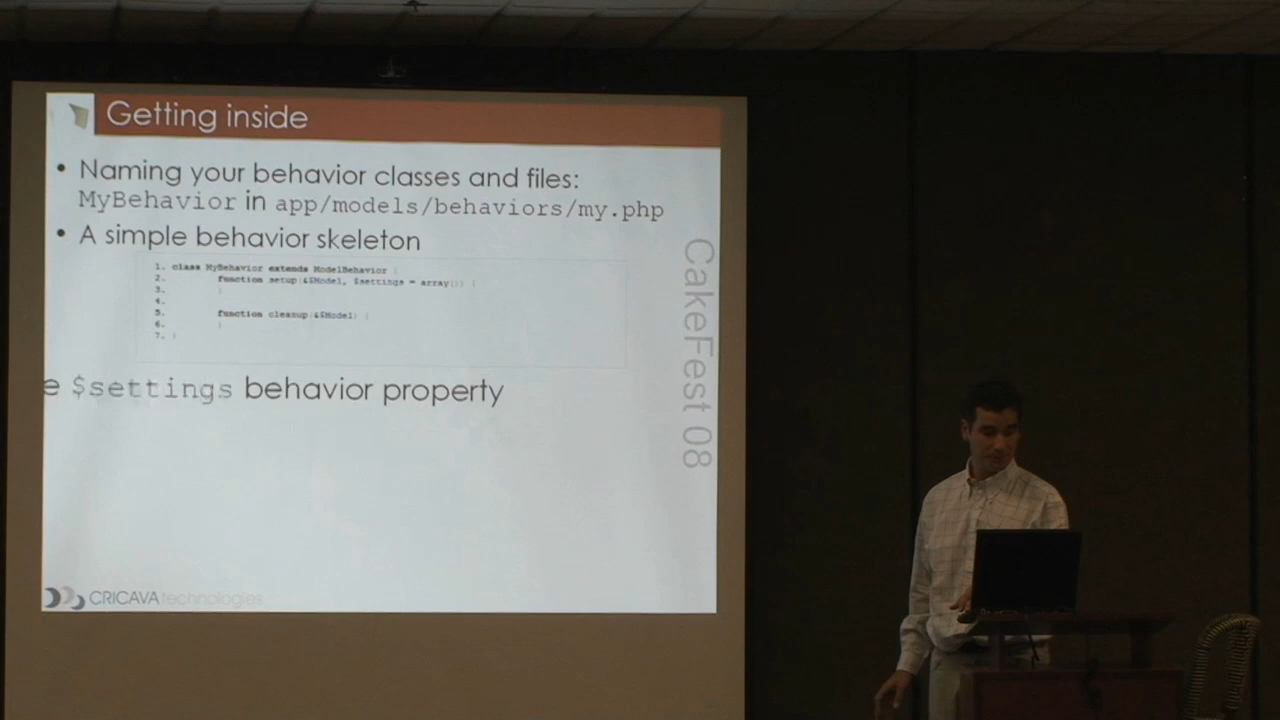 Getting inside
• Naming your behavior classes and files:
MyBehavior in app/models/behaviors/my.php
• A simple behavior skeleton
1. class MyBehavior extends ModelBehavior {
2. function setup(&$Model, $settings = array()) {
3. }
4.
5. function cleanup(&$Model) {
6. }
7. }
e $settings behavior property
CakeFest 08
CRICAVA technologies